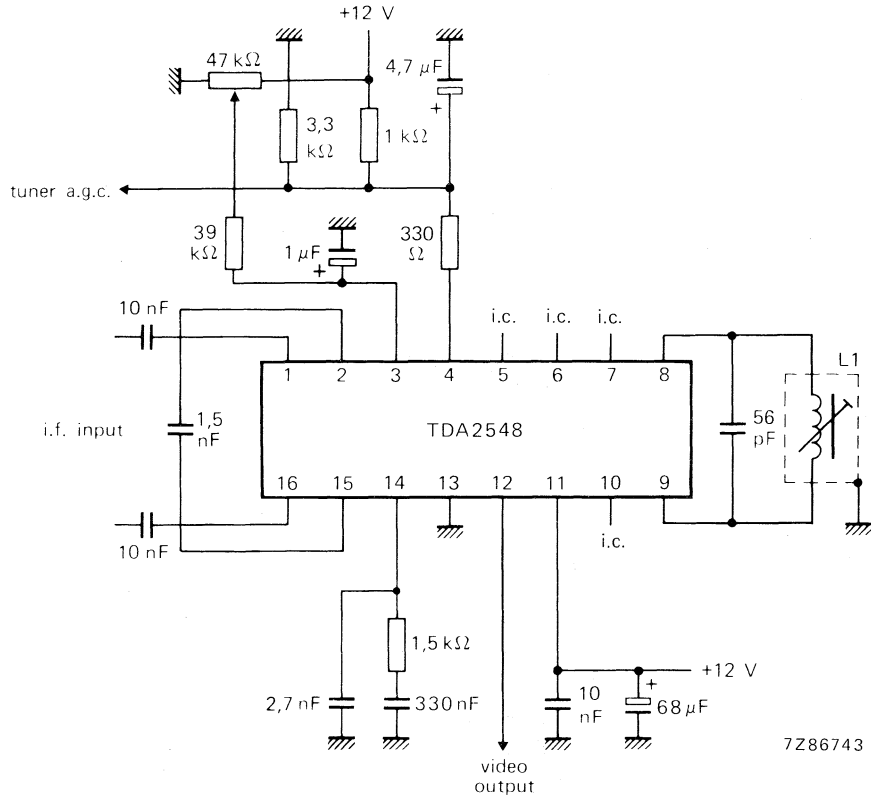 +12 V
47 kΩ
4,7 μF
+
3,3
kΩ
1 kΩ
tuner a.g.c.
39
kΩ
1 μF
+
330
Ω
10 nF
i.c.
i.c.
i.c.
1
2
3
4
5
6
7
8
L1
i.f. input
1,5
nF
TDA2548
56
pF
16
15
14
13
12
11
10
9
10 nF
i.c.
1,5 kΩ
+12 V
2,7 nF
330 nF
10
nF
+
68 μF
7Z86743
video
output